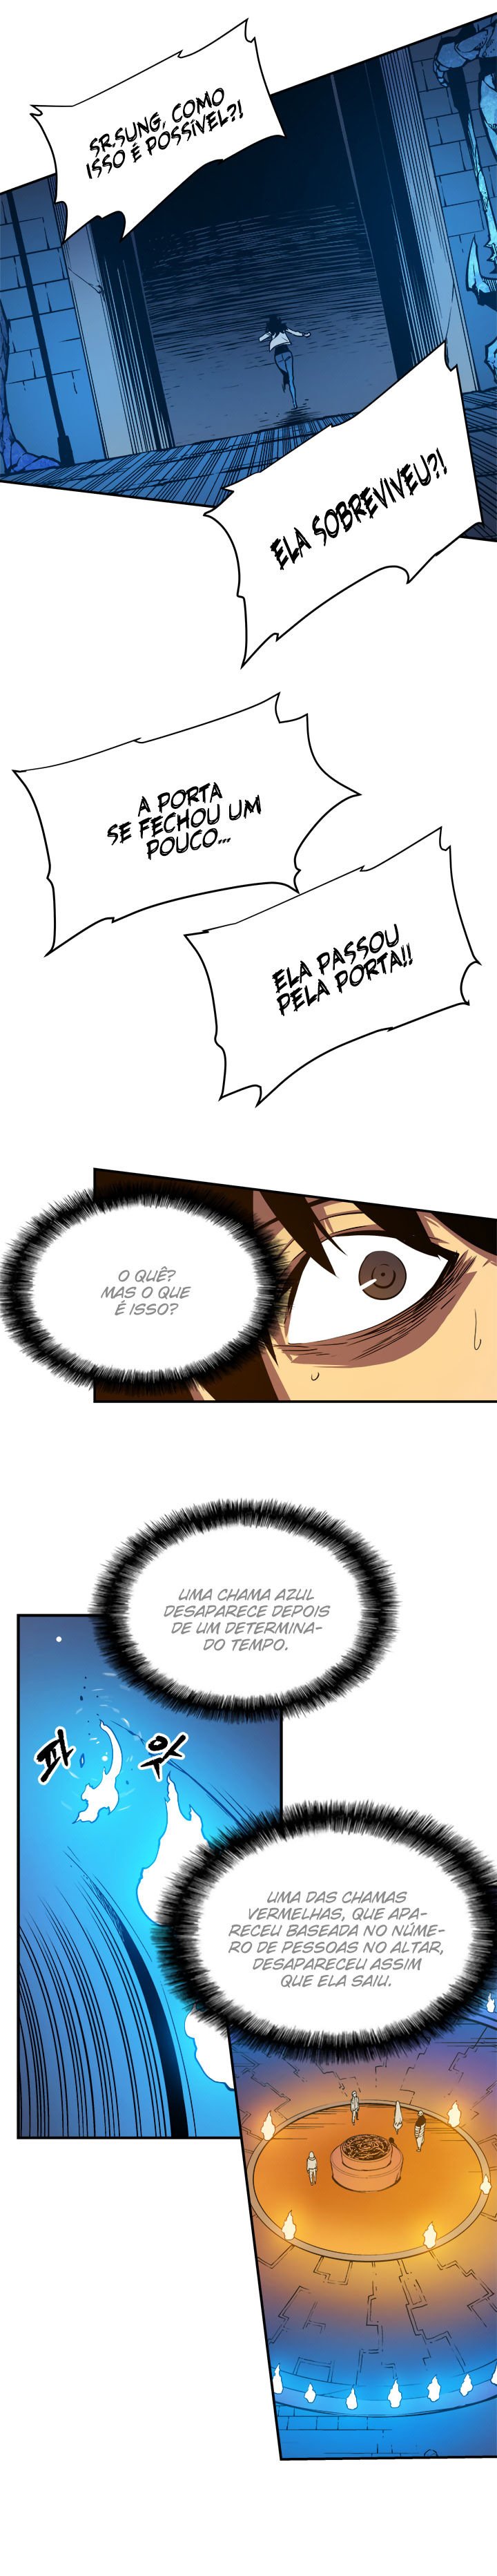 SR.SUNG, COMO
ISSO É POSSÍVEL?!
ELA SOBREVIVEU?!
A PORTA
SE FECHOU UM
POUCO...
ELA PASSOU
PELA PORTA!!
O QUÊ?
MAS O QUE
É ISSO?
UMA CHAMA AZUL
DESAPARECE DEPOIS
DE UM DETERMINA-
DO TEMPO.
파 앗
UMA DAS CHAMAS
VERMELHAS, QUE APA-
RECEU BASEADA NO NÚME-
RO DE PESSOAS NO ALTAR,
DESAPARECEU ASSIM
QUE ELA SAIU.